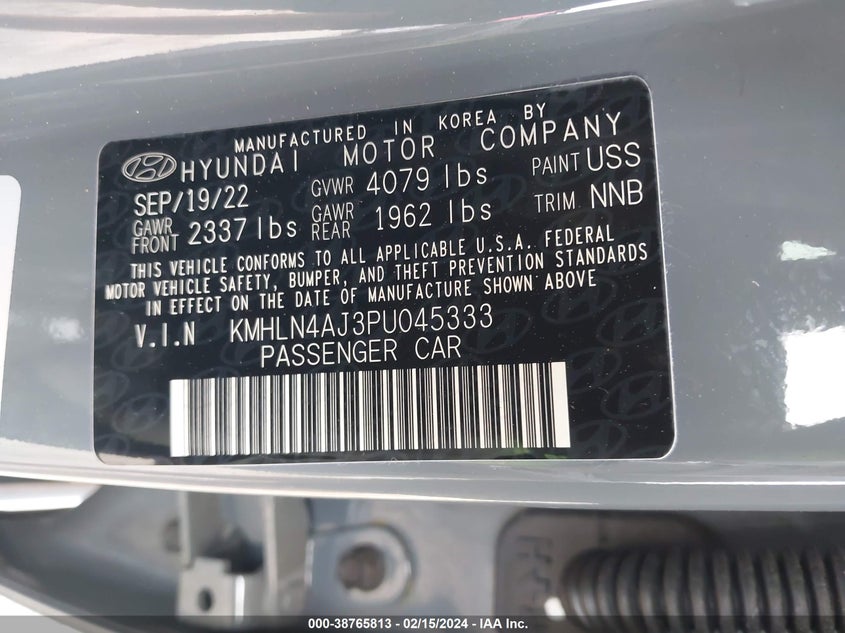 MANUFACTURED IN KOREA BY
HYUNDAI MOTOR COMPANY
SEP/19/22 GVWR 4079 lbs PAINT USS
GAWR FRONT 2337 lbs GAWR REAR 1962 lbs TRIM NNB
THIS VEHICLE CONFORMS TO ALL APPLICABLE U.S.A. FEDERAL
MOTOR VEHICLE SAFETY, BUMPER, AND THEFT PREVENTION STANDARDS
IN EFFECT ON THE DATE OF MANUFACTURE SHOWN ABOVE
V.I.N KMHLN4AJ3PU045333
PASSENGER CAR
000-38765813 - 02/15/2024 - IAA Inc.